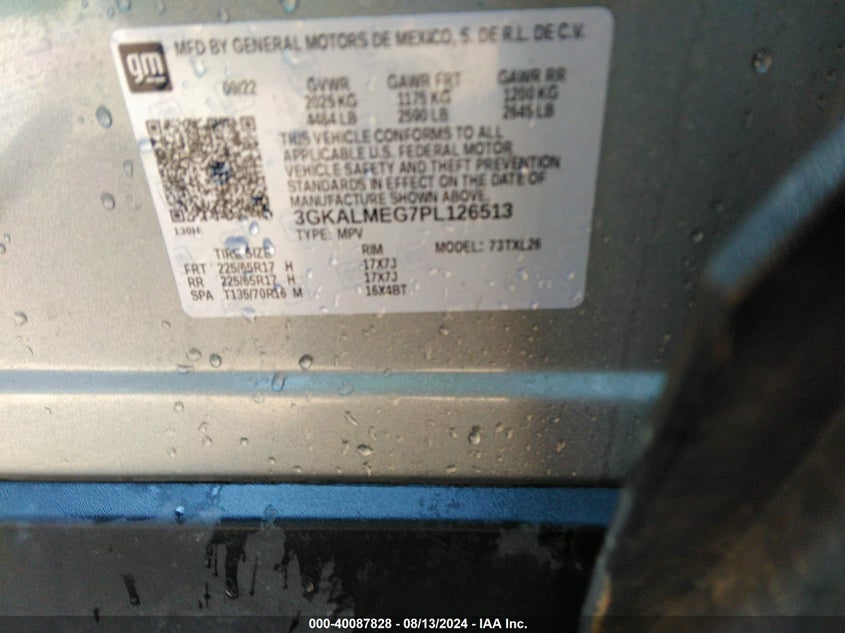 gm
MFD BY GENERAL MOTORS DE MEXICO, S. DE R.L. DE C.V.
09/22 GVWR GAWR FRT GAWR RR
2025 KG 1175 KG 1200 KG
4464 LB 2590 LB 2645 LB
THIS VEHICLE CONFORMS TO ALL
APPLICABLE U.S. FEDERAL MOTOR
VEHICLE SAFETY AND THEFT PREVENTION
STANDARDS IN EFFECT ON THE DATE OF
MANUFACTURE SHOWN ABOVE.
3GKALMEG7PL126513
130H TYPE: MPV MODEL: 73TXL26
TIRE SIZE RIM
FRT 225/65R17 H 17X7J
RR 225/65R17 H 17X7J
SPA T135/70R16 M 16X4BT
000-40087828 - 08/13/2024 - IAA Inc.